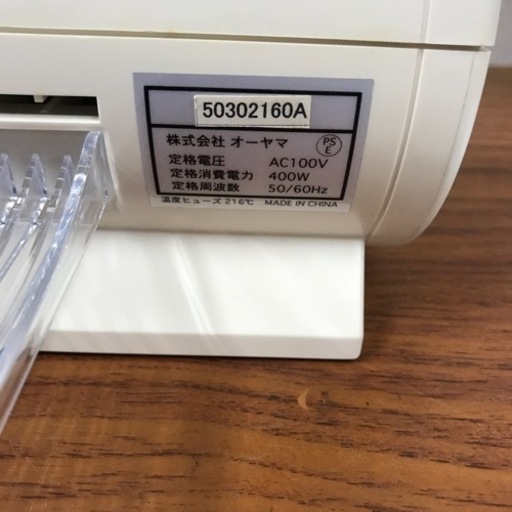 50302160A
株式会社 オーヤマ
PS
E
定格電圧 AC100V
定格消費電力 400W
定格周波数 50/60Hz
温度ヒューズ 216℃ MADE IN CHINA